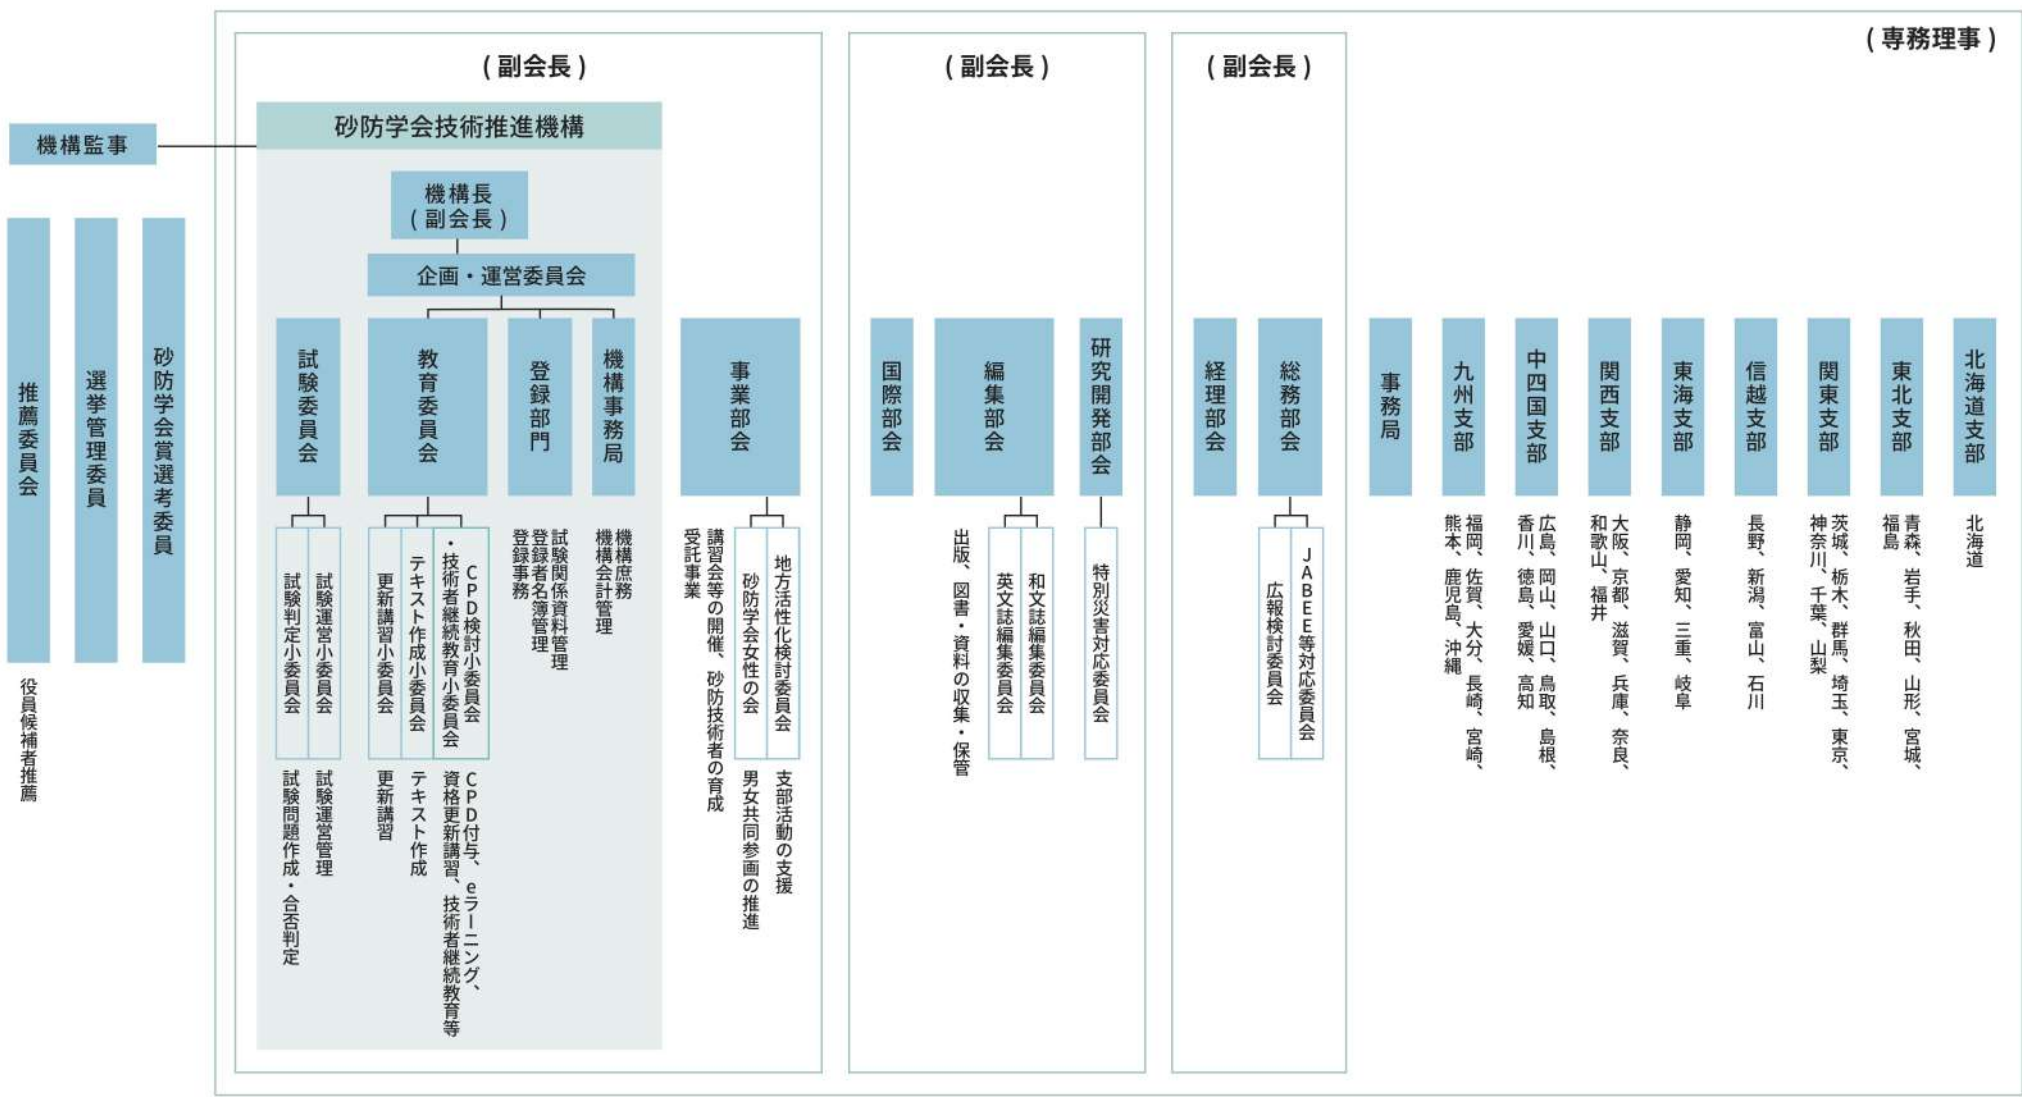 (専務理事)
(副会長)
(副会長)
(副会長)
砂防学会技術推進機構
機構監事
機構長
(副会長)
企画・運営委員会
推薦委員会
選挙管理委員
砂防学会賞選考委員
試験委員会
教育委員会
登録部門
機構事務局
事業部会
国際部会
編集部会
研究開発部会
経理部会
総務部会
事務局
九州支部
中四国支部
関西支部
東海支部
信越支部
関東支部
東北支部
北海道支部
役員候補者推薦
試験判定小委員会
試験運営小委員会
試験問題作成・合否判定
試験運営管理
更新講習小委員会
テキスト作成小委員会
CPD検討小委員会
・技術者継続教育小委員会
更新講習
テキスト作成
CPD付与、eラーニング、
資格更新講習、技術者継続教育等
試験関係資料管理
登録者名簿管理
登録事務
機構庶務
機構会計管理
講習会等の開催、砂防技術者の育成
受託事業
砂防学会女性の会
地方活性化検討委員会
男女共同参画の推進
支部活動の支援
出版、図書・資料の収集・保管
英文誌編集委員会
和文誌編集委員会
特別災害対応委員会
広報検討委員会
JABEE等対応委員会
福岡、佐賀、大分、長崎、宮崎、
熊本、鹿児島、沖縄
広島、岡山、山口、鳥取、島根、
香川、徳島、愛媛、高知
大阪、京都、滋賀、兵庫、奈良、
和歌山、福井
静岡、愛知、三重、岐阜
長野、新潟、富山、石川
茨城、栃木、群馬、埼玉、東京、
神奈川、千葉、山梨
青森、岩手、秋田、山形、宮城、
福島
北海道